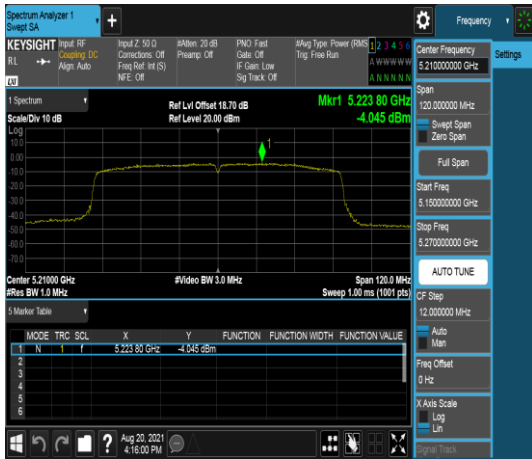 Spectrum Analyzer 1
Swept SA
+
Frequency
KEYSIGHT
RL
LXI
Input: RF
Coupling: DC
Align: Auto
Input Z: 50 Ω
Corrections: Off
Freq Ref: Int (S)
NFE: Off
#Atten: 20 dB
Preamp: Off
PNO: Fast
Gate: Off
IF Gain: Low
Sig Track: Off
#Avg Type: Power (RMS
Trig: Free Run
1 2 3 4 5 6
A W W W W W
A N N N N N
Center Frequency
5.210000000 GHz
Settings
Span
120.000000 MHz
Swept Span
Zero Span
Full Span
Start Freq
5.150000000 GHz
Stop Freq
5.270000000 GHz
AUTO TUNE
CF Step
12.000000 MHz
Auto
Man
Freq Offset
0 Hz
X Axis Scale
Log
Lin
Signal Track
1 Spectrum
Scale/Div 10 dB
Ref Lvl Offset 18.70 dB
Ref Level 20.00 dBm
Mkr1 5.223 80 GHz
-4.045 dBm
Log
10.0
0.00
-10.0
-20.0
-30.0
-40.0
-50.0
-60.0
-70.0
1
Center 5.21000 GHz
#Res BW 1.0 MHz
#Video BW 3.0 MHz
Span 120.0 MHz
Sweep 1.00 ms (1001 pts)
5 Marker Table
MODE TRC SCL X Y FUNCTION FUNCTION WIDTH FUNCTION VALUE
1 N 1 f 5.223 80 GHz -4.045 dBm
2
3
4
5
6
?
Aug 20, 2021
4:16:00 PM